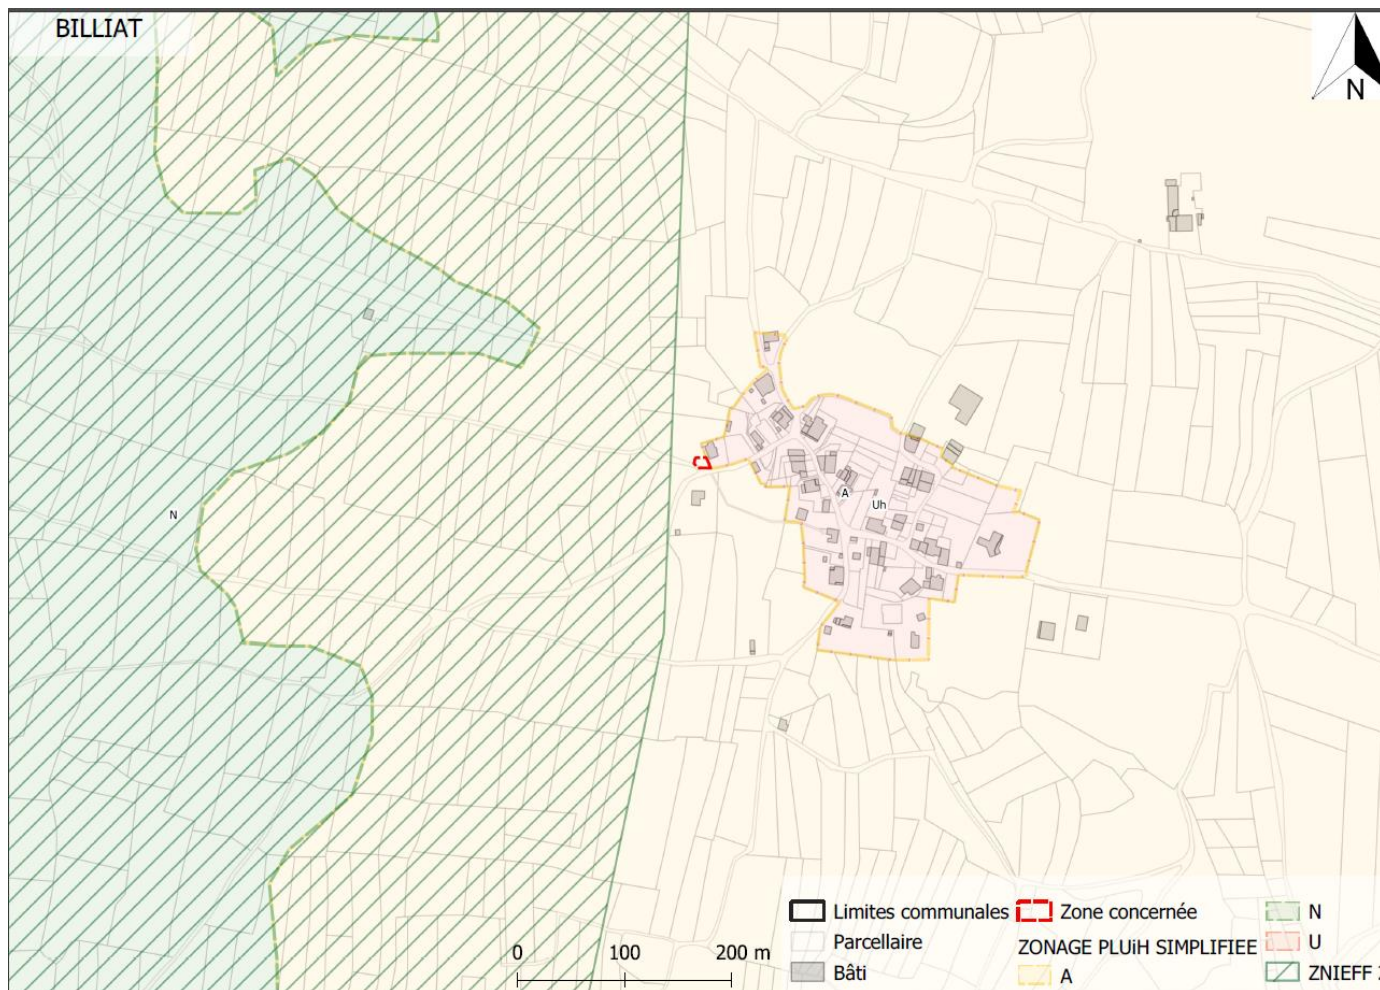 BILLIAT
N
N
A
Uh
Limites communales
Parcellaire
Bâti
Zone concernée
ZONAGE PLUiH SIMPLIFIEE
A
N
U
ZNIEFF
0 100 200 m